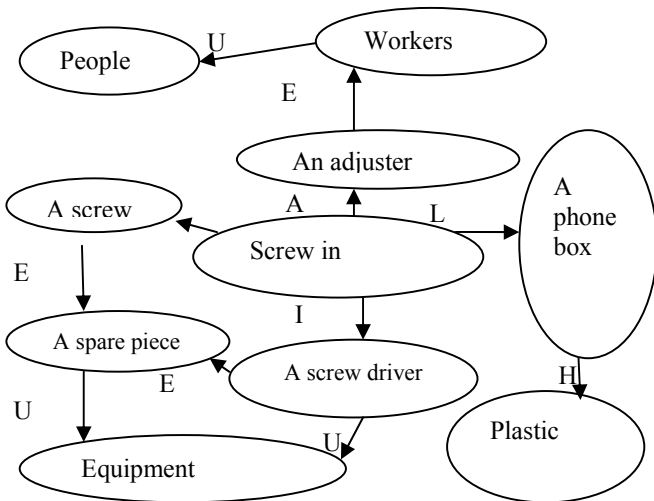 Workers
U
People
E
An adjuster
A
phone
box
A screw
A
L
Screw in
E
I
A spare piece
A screw driver
E
H
U
U
Plastic
Equipment